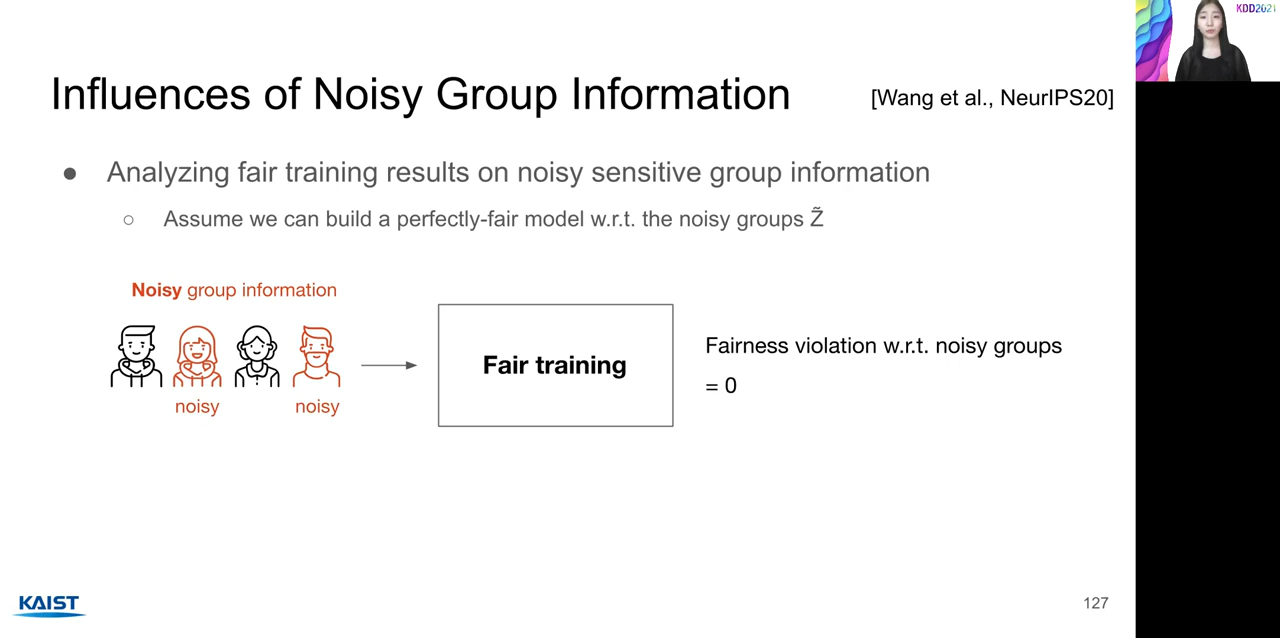 KDD2021
Influences of Noisy Group Information
[Wang et al., NeurIPS20]
● Analyzing fair training results on noisy sensitive group information
○ Assume we can build a perfectly-fair model w.r.t. the noisy groups Z̃
Noisy group information
noisy
noisy
Fair training
Fairness violation w.r.t. noisy groups
= 0
KAIST
127